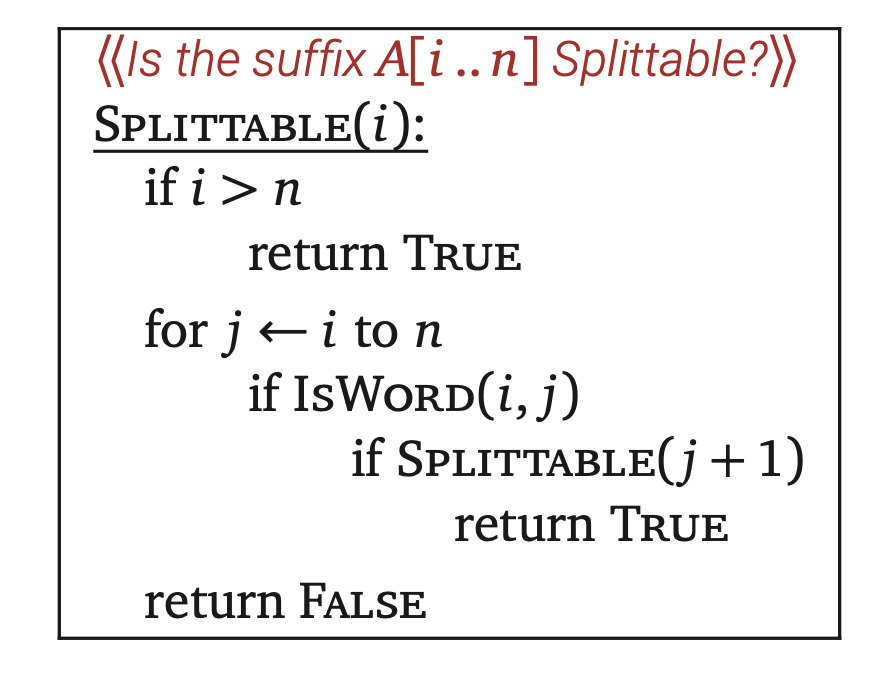 ⟨⟨Is the suffix A[i .. n] Splittable?⟩⟩
SPLITTABLE(i):
if i > n
return TRUE
for j ← i to n
if ISWORD(i, j)
if SPLITTABLE(j + 1)
return TRUE
return FALSE